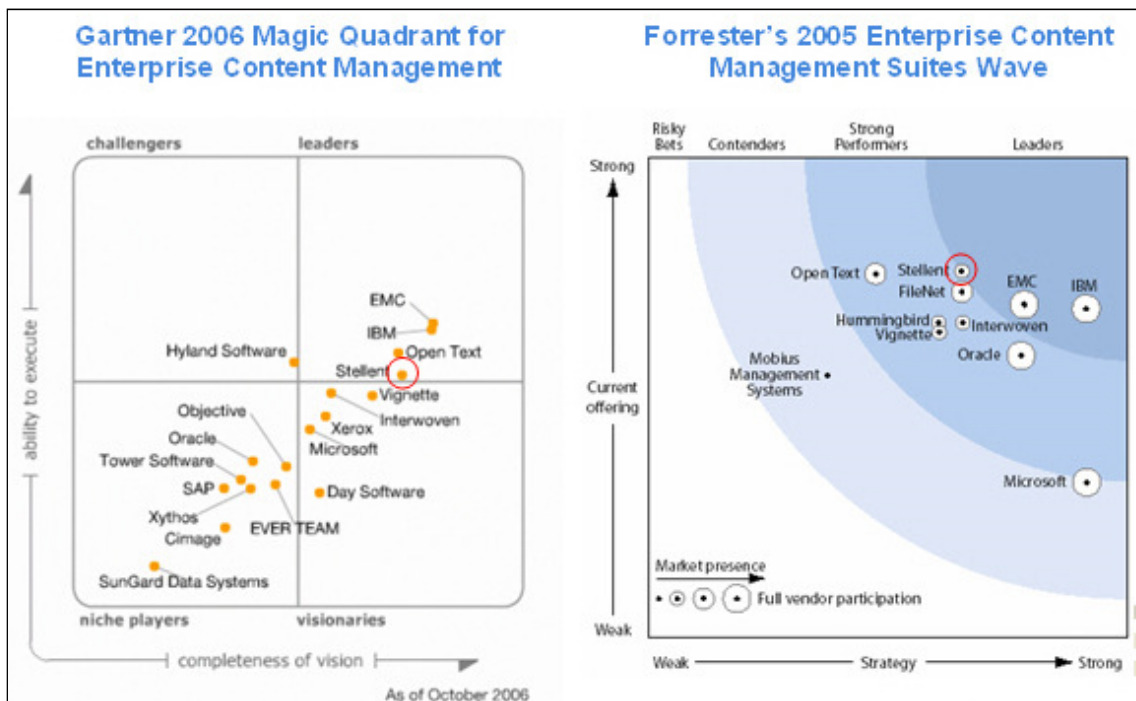 Gartner 2006 Magic Quadrant for
Enterprise Content Management
challengers
leaders
ability to execute
EMC
IBM
Hyland Software
Open Text
Stellent
Vignette
Objective
Interwoven
Xerox
Oracle
Microsoft
Tower Software
SAP
Day Software
Xythos
EVER TEAM
Cimage
SunGard Data Systems
niche players
visionaries
completeness of vision
As of October 2006
Forrester's 2005 Enterprise Content
Management Suites Wave
Risky
Bets
Contenders
Strong
Performers
Leaders
Strong
Open Text
Stellent
FileNet
EMC
IBM
Hummingbird
Vignette
Interwoven
Oracle
Mobius
Management
Systems
Current
offering
Microsoft
Market presence
Full vendor participation
Weak
Weak
Strategy
Strong